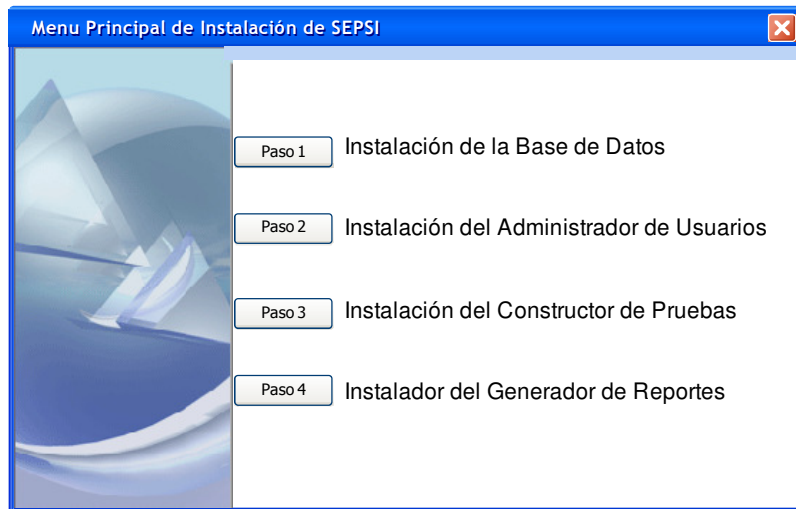 Menu Principal de Instalación de SEPSI
Paso 1 Instalación de la Base de Datos
Paso 2 Instalación del Administrador de Usuarios
Paso 3 Instalación del Constructor de Pruebas
Paso 4 Instalador del Generador de Reportes